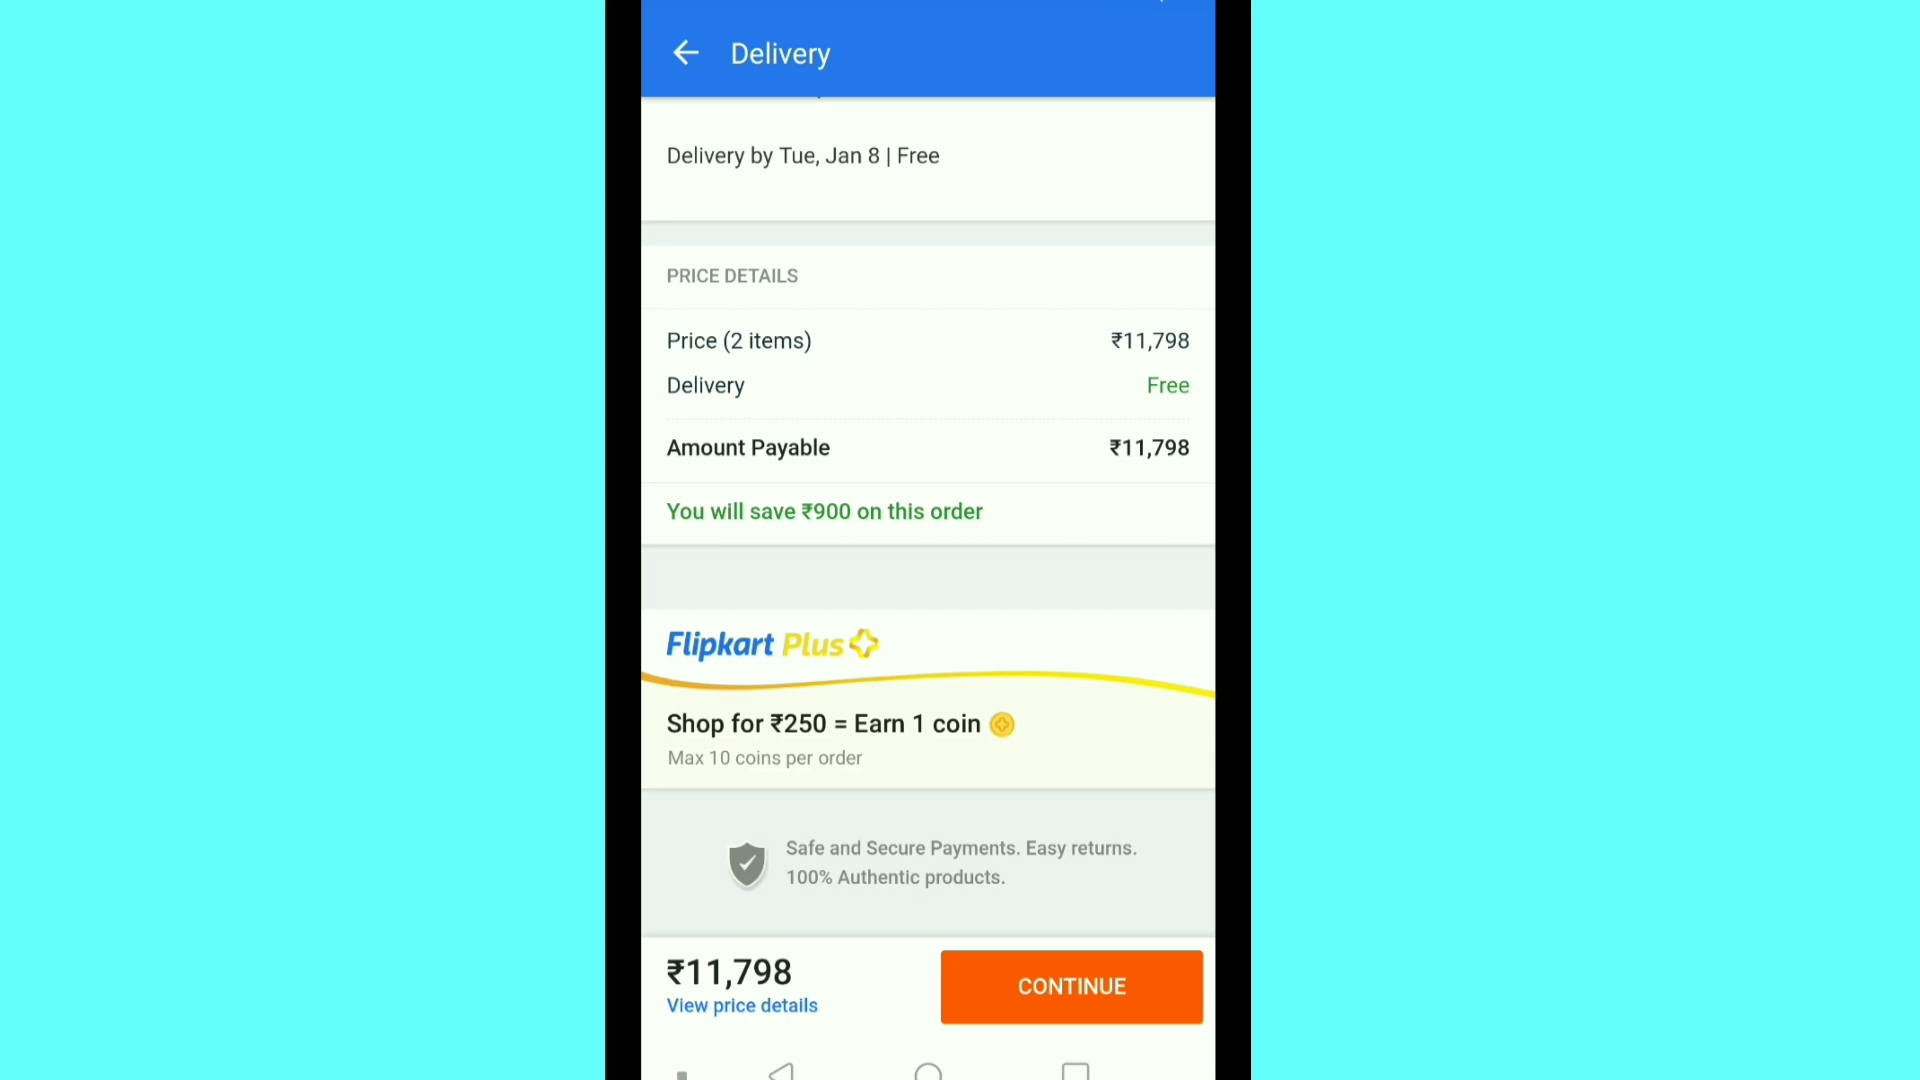 Delivery
Delivery by Tue, Jan 8 | Free
PRICE DETAILS
Price (2 items) ₹11,798
Delivery Free
Amount Payable ₹11,798
You will save ₹900 on this order
Flipkart Plus
Shop for ₹250 = Earn 1 coin
Max 10 coins per order
Safe and Secure Payments. Easy returns.
100% Authentic products.
₹11,798
View price details
CONTINUE